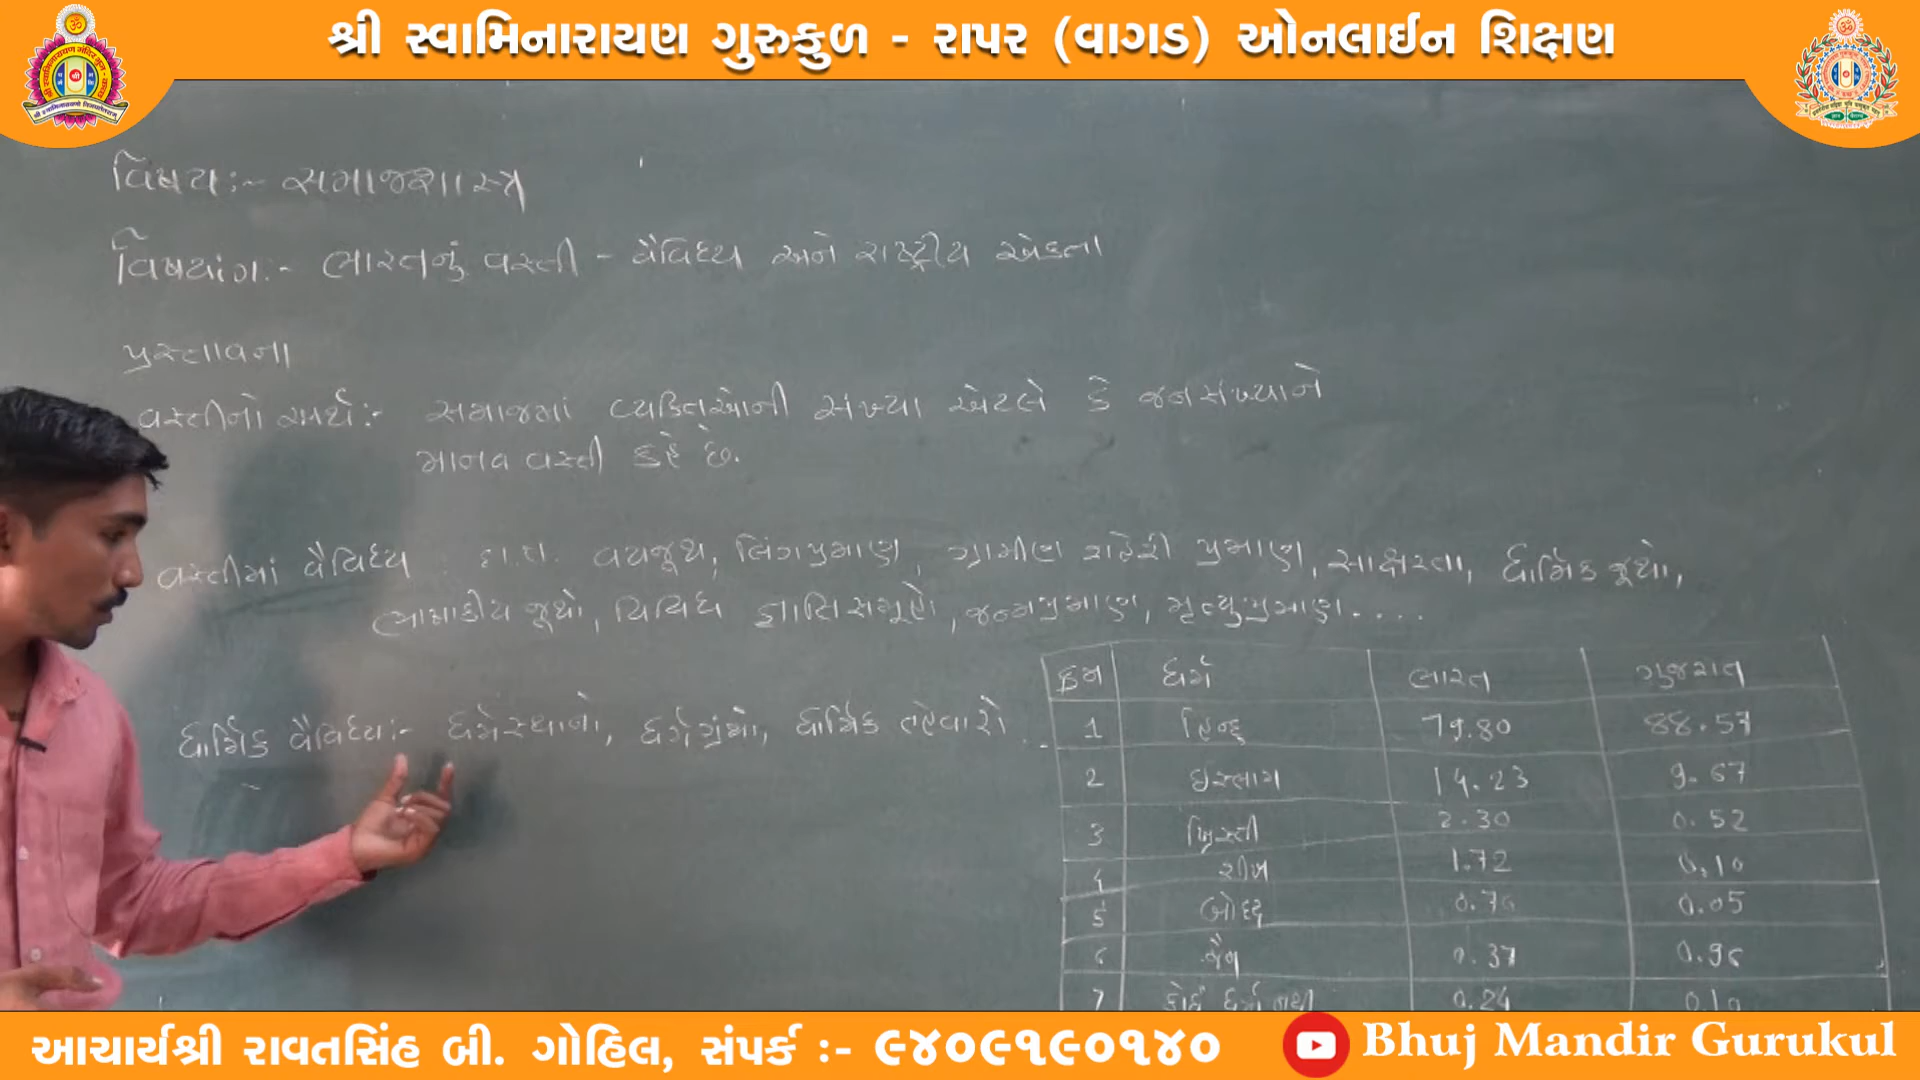 શ્રી સ્વામિનારાયણ ગુરુકુળ - રાપર (વાગડ) ઓનલાઈન શિક્ષણ
વિષય:- સમાજશાસ્ત્ર
વિષયાંગ:- ભારતનું વસ્તી - વૈવિધ્ય અને રાષ્ટ્રીય એકતા
પ્રસ્તાવના
વસ્તીનો અર્થ:- સમાજમાં વ્યક્તિઓની સંખ્યા એટલે કે જનસંખ્યાને
માનવ વસ્તી કહે છે.
વસ્તીમાં વૈવિધ્ય : દા.ત. વયજૂથ, લિંગપ્રમાણ, ગ્રામીણ શહેરી પ્રમાણ, સાક્ષરતા, ધાર્મિક જૂથો,
ભાષાકીય જૂથો, વિવિધ જ્ઞાતિસમૂહો, જન્મપ્રમાણ, મૃત્યુપ્રમાણ....
ધાર્મિક વૈવિધ્ય:- ધર્મસ્થાનો, ધર્મગ્રંથો, ધાર્મિક તહેવારો...
ક્રમ ધર્મ ભારત ગુજરાત
1 હિન્દુ 79.80 88.57
2 ઇસ્લામ 14.23 9.67
3 ખ્રિસ્તી 2.30 0.52
4 શીખ 1.72 0.10
5 બોદ્ધ 0.70 0.05
6 જૈન 0.37 0.96
7 કોઈ ધર્મ નથી 0.24 0.10
આચાર્યશ્રી રાવતસિંહ બી. ગોહિલ, સંપર્ક :- ૯૪૦૯૧૯૦૧૪૦
Bhuj Mandir Gurukul